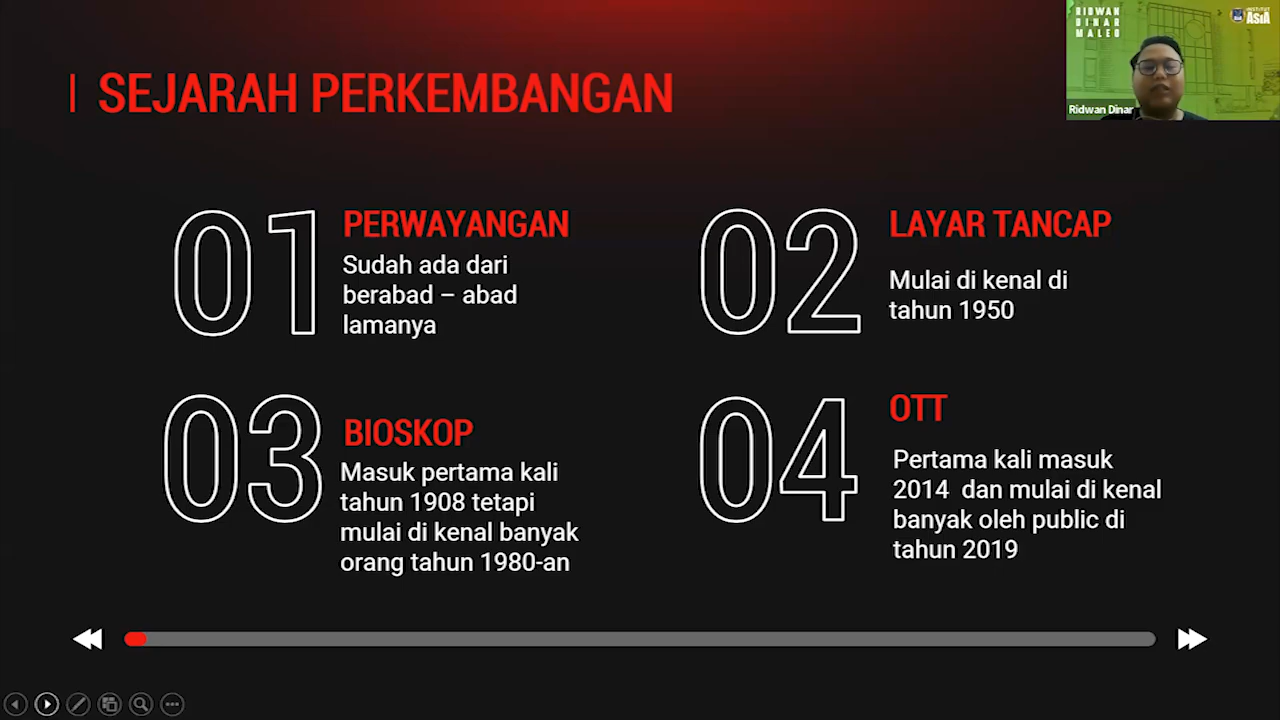 SEJARAH PERKEMBANGAN
01
PERWAYANGAN
Sudah ada dari
berabad – abad
lamanya
02
LAYAR TANCAP
Mulai di kenal di
tahun 1950
03
BIOSKOP
Masuk pertama kali
tahun 1908 tetapi
mulai di kenal banyak
orang tahun 1980-an
04
OTT
Pertama kali masuk
2014 dan mulai di kenal
banyak oleh public di
tahun 2019
RIDWAN
DINAR
MALEO
INSTITUT
ASIA
Ridwan Dinar